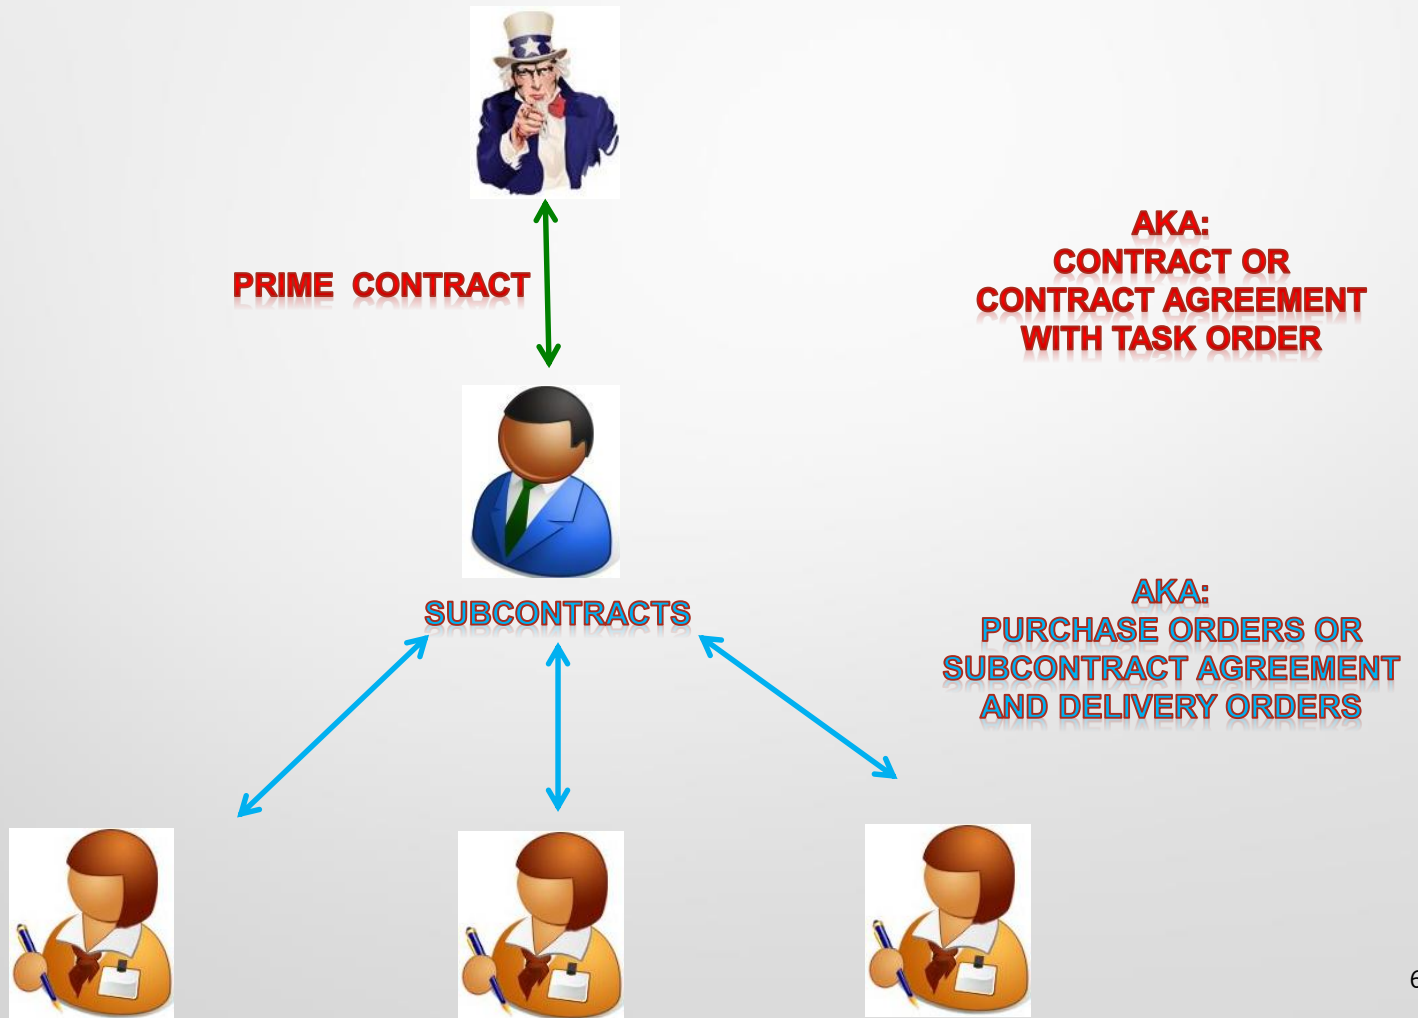 PRIME CONTRACT
AKA:
CONTRACT OR
CONTRACT AGREEMENT
WITH TASK ORDER
SUBCONTRACTS
AKA:
PURCHASE ORDERS OR
SUBCONTRACT AGREEMENT
AND DELIVERY ORDERS
6